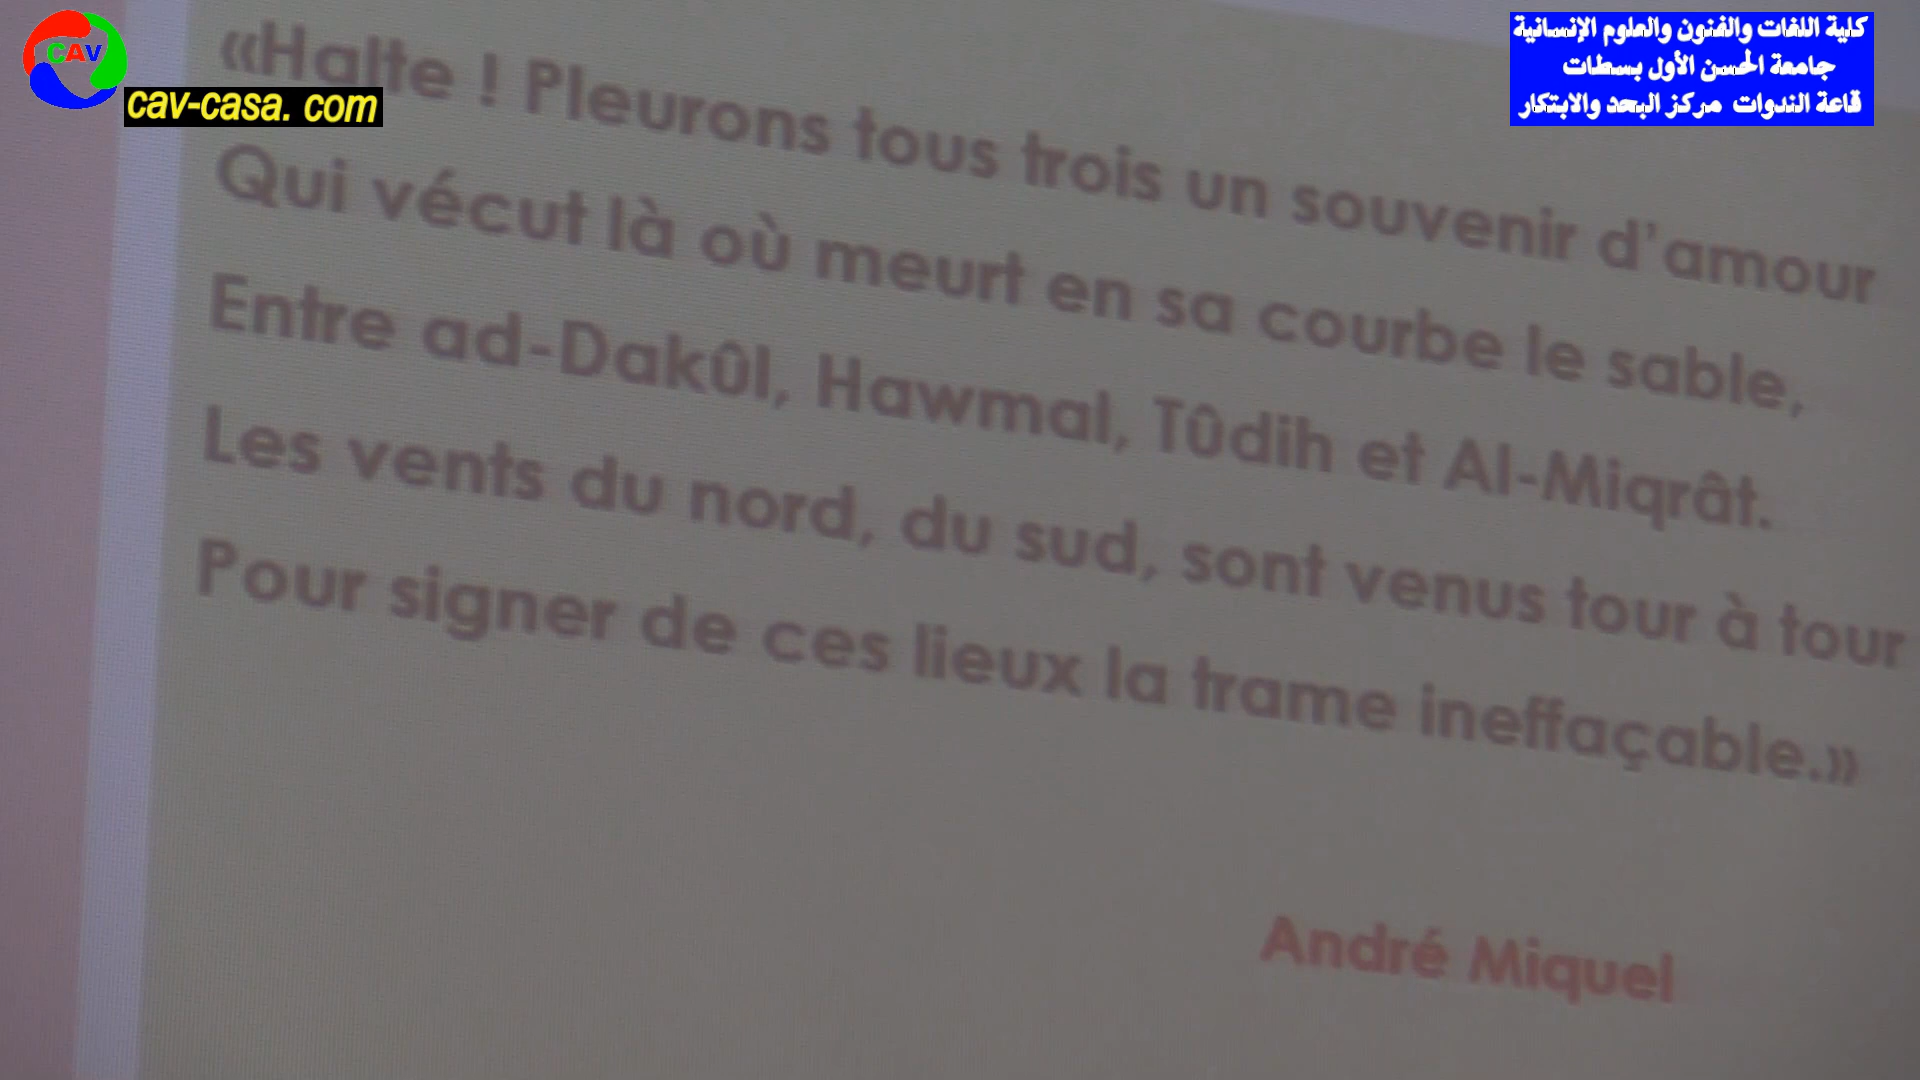 CAV
cav-casa. com
كلية اللغات والفنون والعلوم الإنسانية
جامعة الحسن الأول بسطات
قاعة الندوات مركز البحث والابتكار
«Halte ! Pleurons tous trois un souvenir d’amour
Qui vécut là où meurt en sa courbe le sable,
Entre ad-Dakûl, Hawmal, Tûdih et Al-Miqrât.
Les vents du nord, du sud, sont venus tour à tour
Pour signer de ces lieux la trame ineffaçable.»
André Miquel